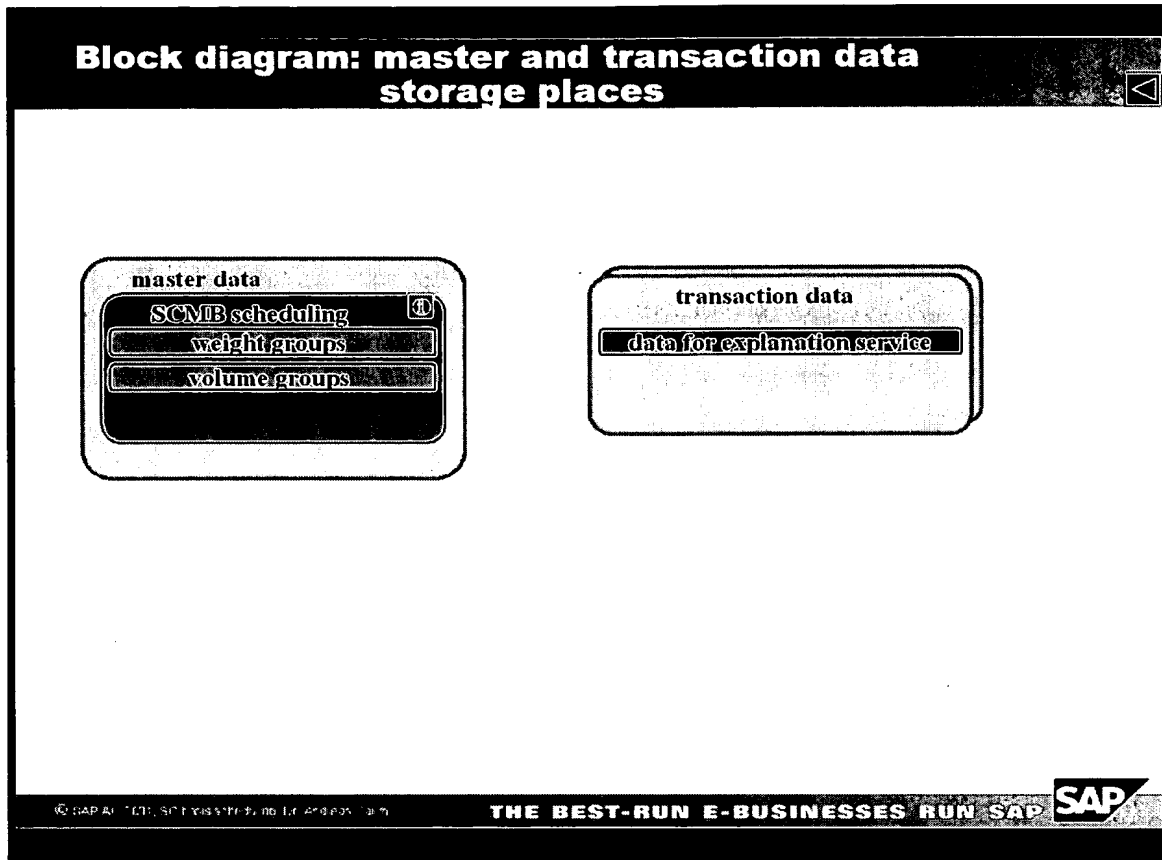 Block diagram: master and transaction data
storage places
master data
SCMB scheduling
weight groups
volume groups
transaction data
data for explanation service
© SAP
THE BEST-RUN E-BUSINESSES RUN SAP
SAP